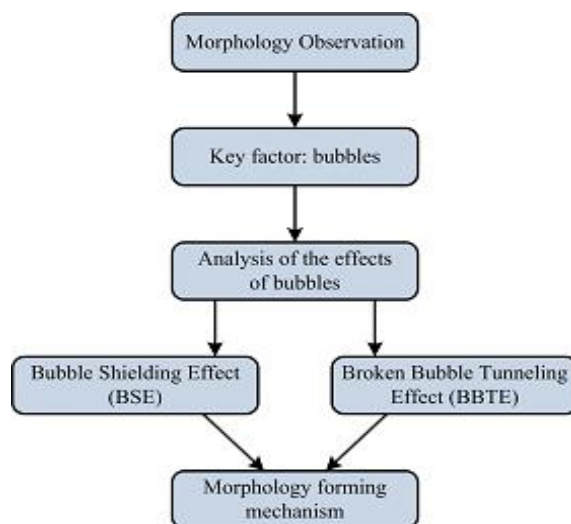 Morphology Observation
Key factor: bubbles
Analysis of the effects
of bubbles
Bubble Shielding Effect
(BSE)
Broken Bubble Tunneling
Effect (BBTE)
Morphology forming
mechanism